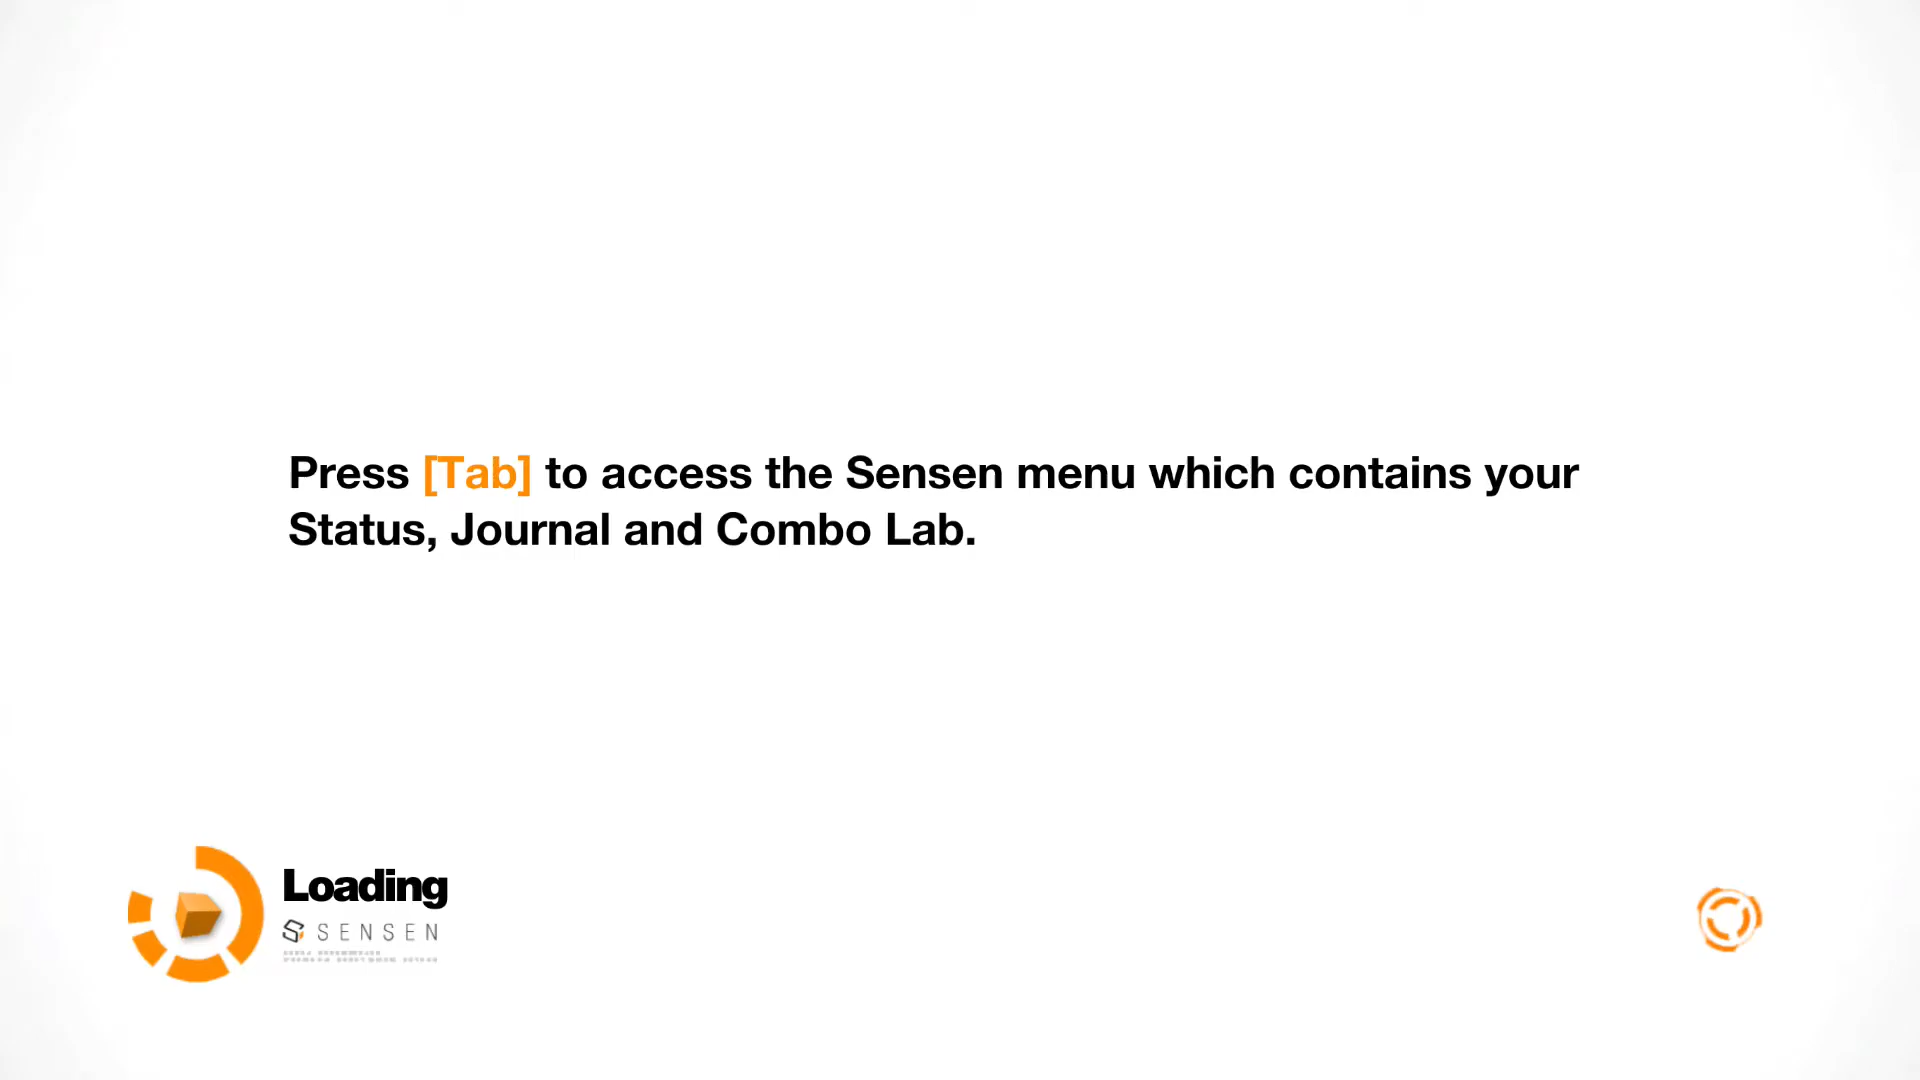 Press [Tab] to access the Sensen menu which contains your
Status, Journal and Combo Lab.
Loading
SENSEN